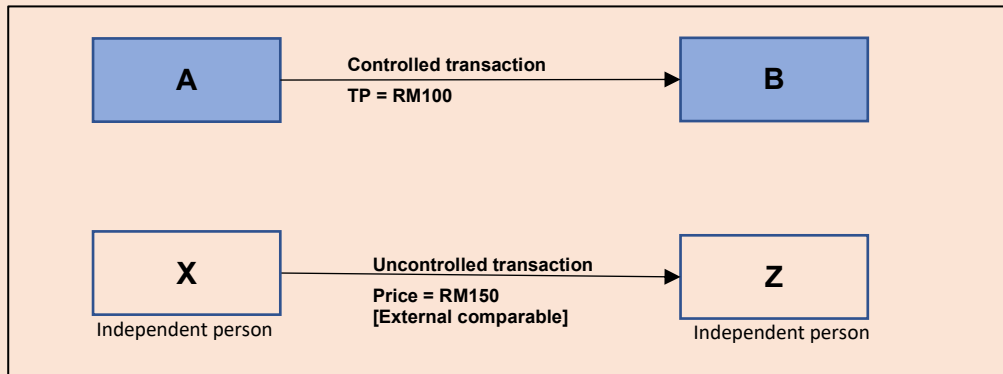 A
Controlled transaction
TP = RM100
B
X
Independent person
Uncontrolled transaction
Price = RM150
[External comparable]
Z
Independent person